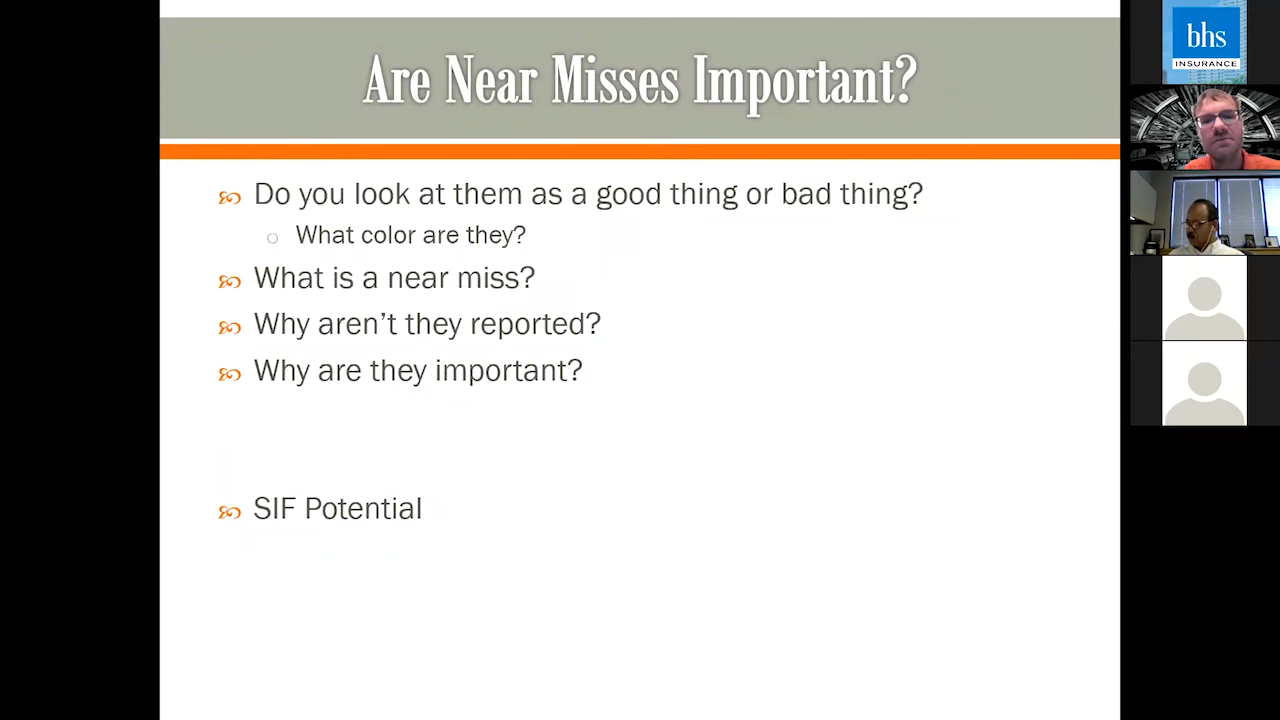 Are Near Misses Important?
Do you look at them as a good thing or bad thing?
What color are they?
What is a near miss?
Why aren’t they reported?
Why are they important?
SIF Potential
bhs
INSURANCE